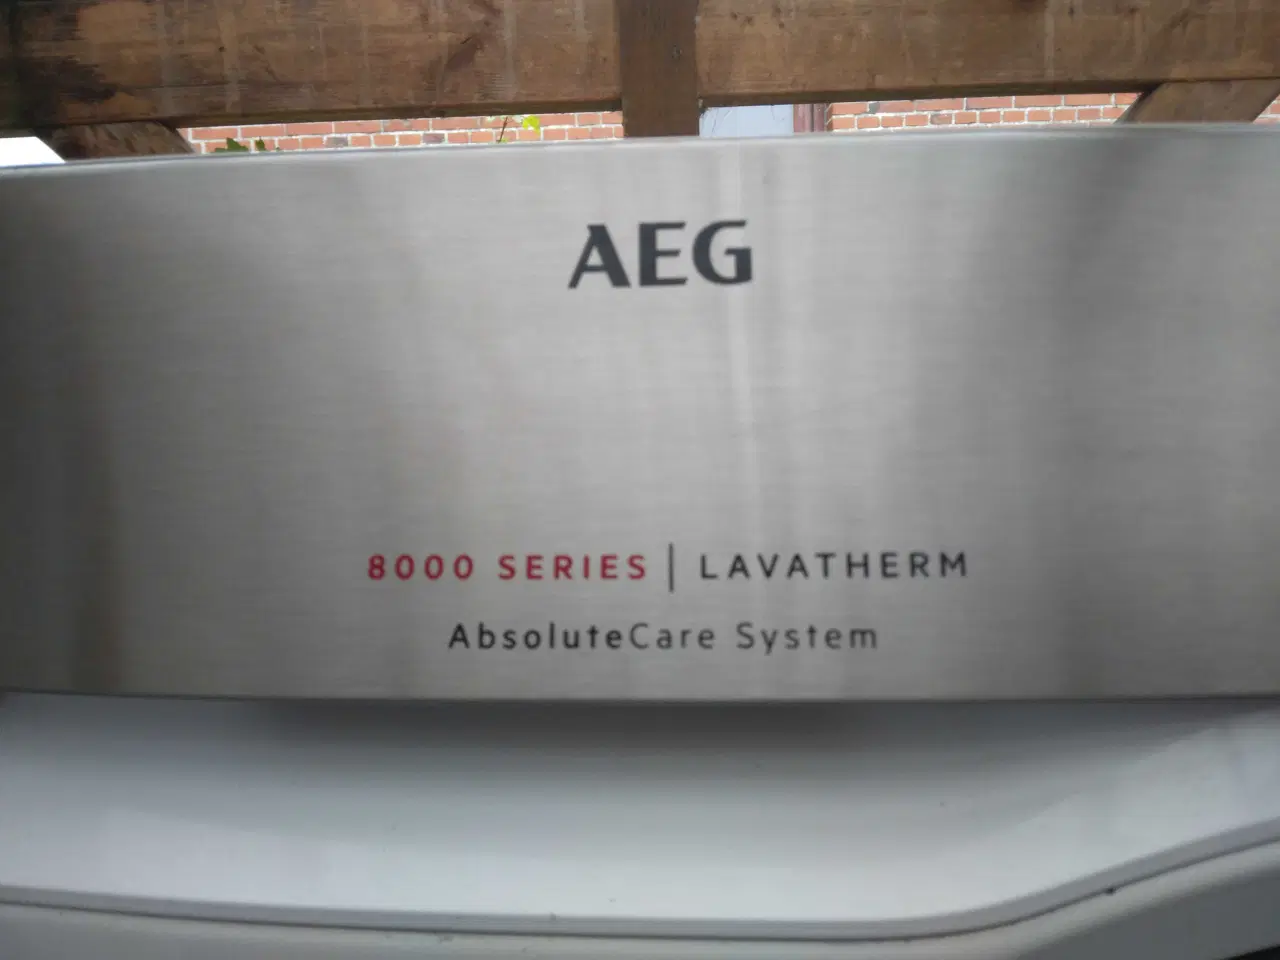 AEG
8000 SERIES | LAVATHERM
AbsoluteCare System